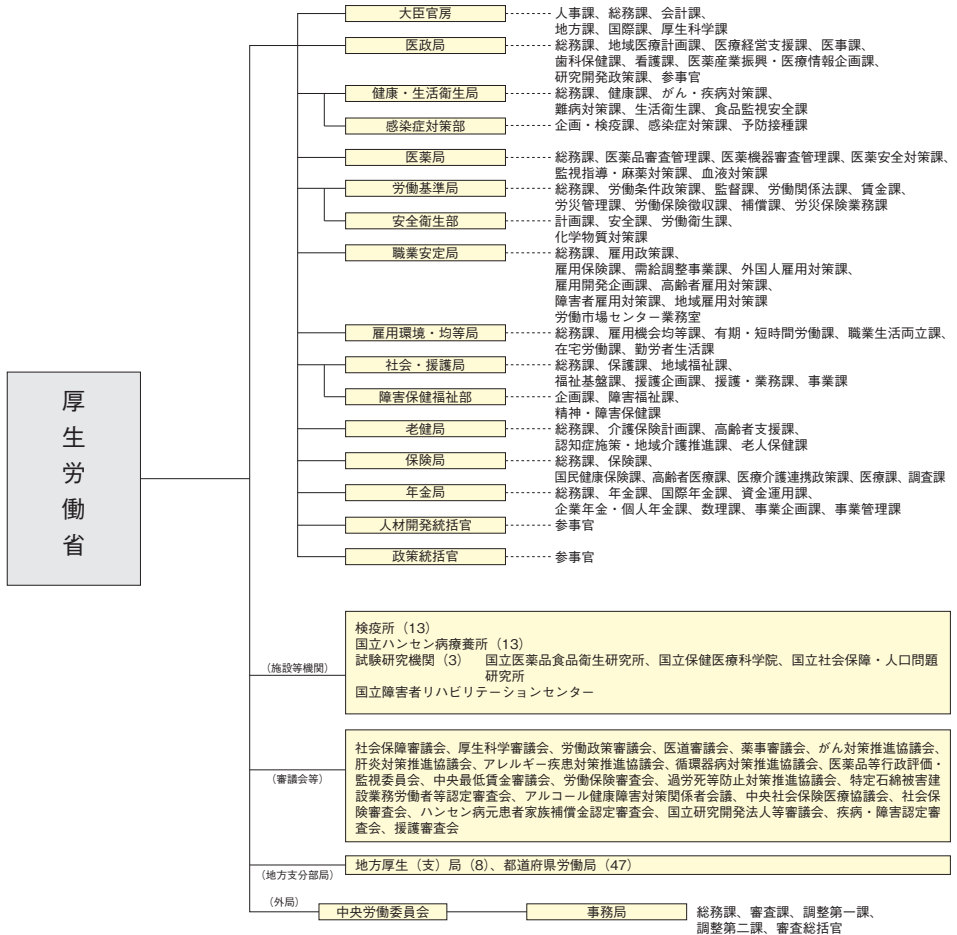 厚生労働省
大臣官房
人事課、総務課、会計課、
地方課、国際課、厚生科学課
医政局
総務課、地域医療計画課、医療経営支援課、医事課、
歯科保健課、看護課、医薬産業振興・医療情報企画課、
研究開発政策課、参事官
健康・生活衛生局
総務課、健康課、がん・疾病対策課、
難病対策課、生活衛生課、食品監視安全課
感染症対策部
企画・検疫課、感染症対策課、予防接種課
医薬局
総務課、医薬品審査管理課、医薬機器審査管理課、医薬安全対策課、
監視指導・麻薬対策課、血液対策課
労働基準局
総務課、労働条件政策課、監督課、労働関係法課、賃金課、
労災管理課、労働保険徴収課、補償課、労災保険業務課
安全衛生部
計画課、安全課、労働衛生課、
化学物質対策課
職業安定局
総務課、雇用政策課、
雇用保険課、需給調整事業課、外国人雇用対策課、
雇用開発企画課、高齢者雇用対策課、
障害者雇用対策課、地域雇用対策課
労働市場センター業務室
雇用環境・均等局
総務課、雇用機会均等課、有期・短時間労働課、職業生活両立課、
在宅労働課、勤労者生活課
社会・援護局
総務課、保護課、地域福祉課、
福祉基盤課、援護企画課、援護・業務課、事業課
障害保健福祉部
企画課、障害福祉課、
精神・障害保健課
老健局
総務課、介護保険計画課、高齢者支援課、
認知症施策・地域介護推進課、老人保健課
保険局
総務課、保険課、
国民健康保険課、高齢者医療課、医療介護連携政策課、医療課、調査課
年金局
総務課、年金課、国際年金課、資金運用課、
企業年金・個人年金課、数理課、事業企画課、事業管理課
人材開発統括官
参事官
政策統括官
参事官
（施設等機関）
検疫所（13）
国立ハンセン病療養所（13）
試験研究機関（3） 国立医薬品食品衛生研究所、国立保健医療科学院、国立社会保障・人口問題
研究所
国立障害者リハビリテーションセンター
（審議会等）
社会保障審議会、厚生科学審議会、労働政策審議会、医道審議会、薬事審議会、がん対策推進協議会、
肝炎対策推進協議会、アレルギー疾患対策推進協議会、循環器病対策推進協議会、医薬品等行政評価・
監視委員会、中央最低賃金審議会、労働保険審査会、過労死等防止対策推進協議会、特定石綿被害建
設業務労働者等認定審査会、アルコール健康障害対策関係者会議、中央社会保険医療協議会、社会保
険審査会、ハンセン病元患者家族補償金認定審査会、国立研究開発法人等審議会、疾病・障害認定審
査会、援護審査会
（地方支分部局）
地方厚生（支）局（8）、都道府県労働局（47）
（外局）
中央労働委員会
事務局
総務課、審査課、調整第一課、
調整第二課、審査総括官